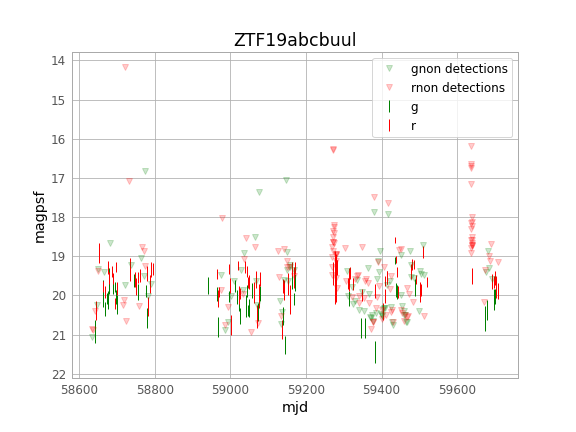 ZTF19abcbuul
gnon detections
rnon detections
g
r
magpsf
14
15
16
17
18
19
20
21
22
58600 58800 59000 59200 59400 59600
mjd